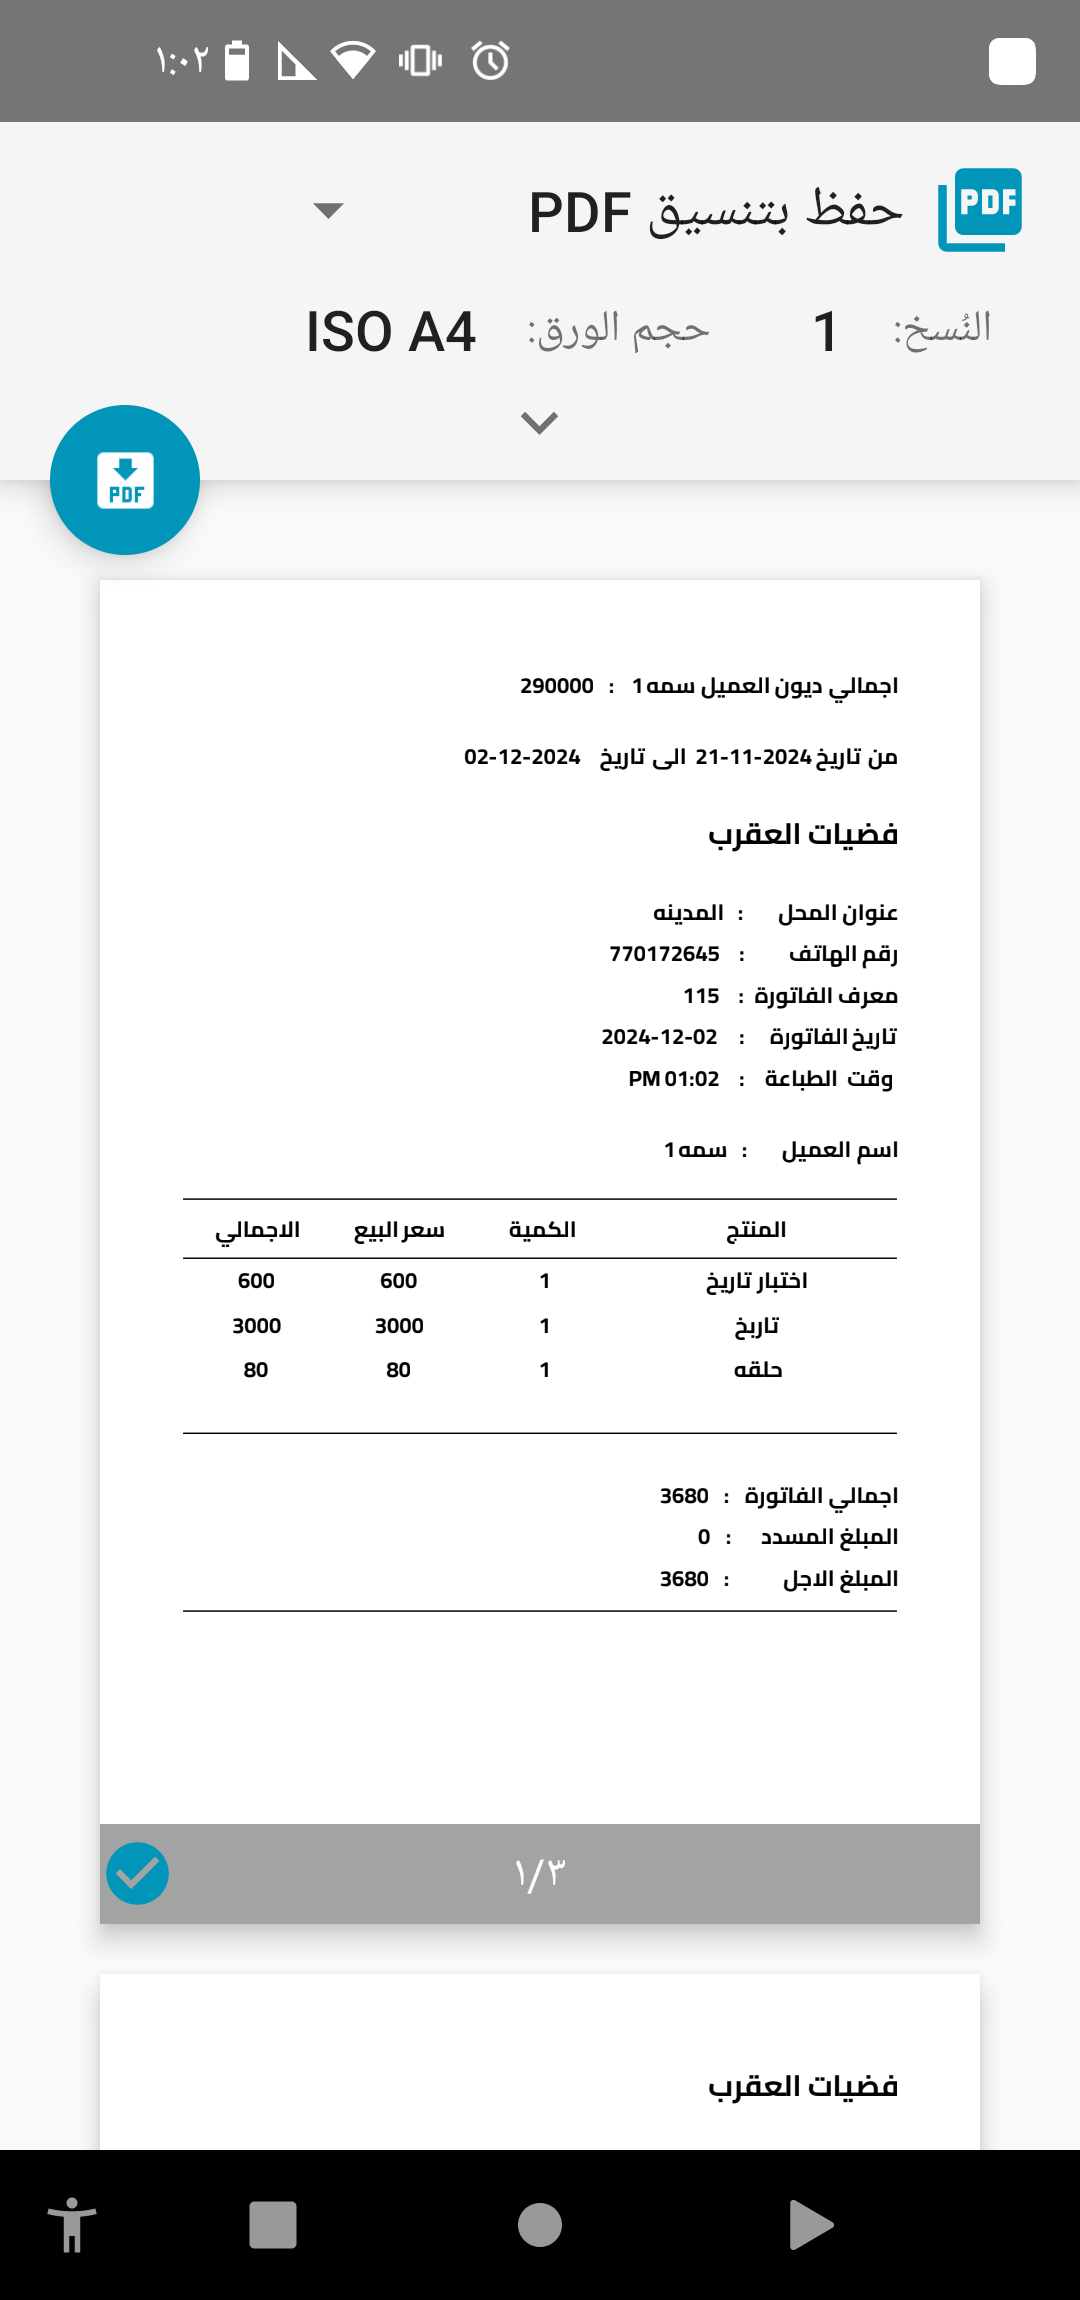 ١:٠٢
حفظ بتنسيق PDF
PDF
النُسخ: 1 حجم الورق: ISO A4
PDF
اجمالي ديون العميل سمه1 : 290000
من تاريخ 2024-11-21 الى تاريخ 2024-12-02
فضيات العقرب
عنوان المحل : المدينه
رقم الهاتف : 770172645
معرف الفاتورة : 115
تاريخ الفاتورة : 2024-12-02
وقت الطباعة : 01:02 PM
اسم العميل : سمه1
المنتج الكمية سعر البيع الاجمالي
اختبار تاريخ 1 600 600
تاريخ 1 3000 3000
حلقه 1 80 80
اجمالي الفاتورة : 3680
المبلغ المسدد : 0
المبلغ الاجل : 3680
١/٣
فضيات العقرب